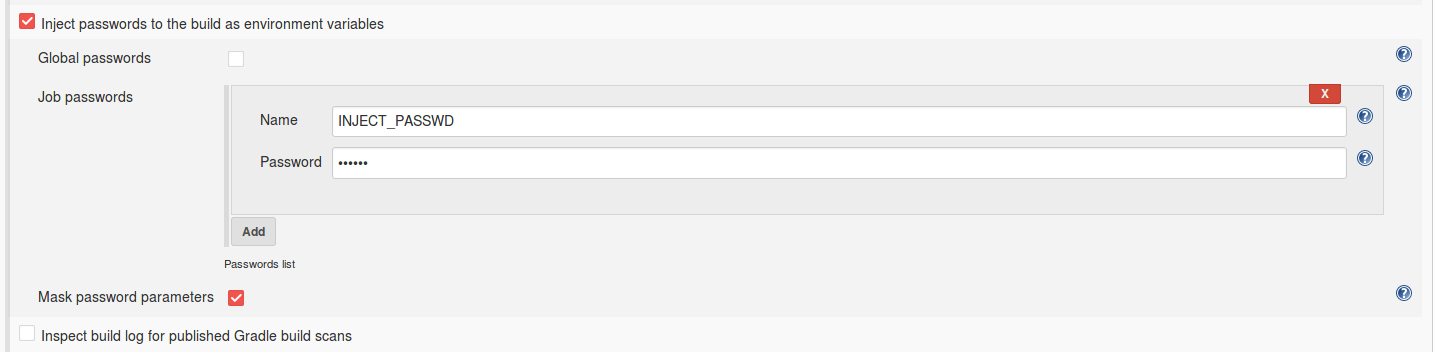 Inject passwords to the build as environment variables
Global passwords
?
Job passwords
X
?
Name
INJECT_PASSWD
?
Password
••••••
?
Add
Passwords list
Mask password parameters
?
Inspect build log for published Gradle build scans